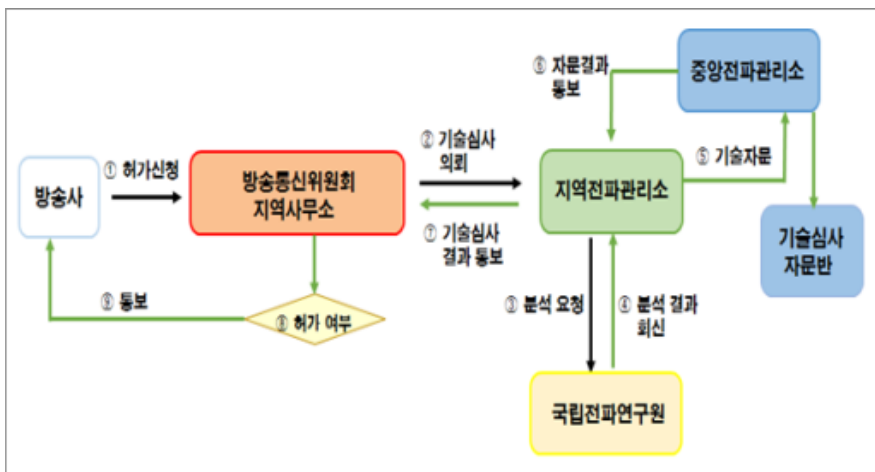 ⑥ 자문결과
통보
중앙전파관리소
① 허가신청
② 기술심사
의뢰
방송사
방송통신위원회
지역사무소
지역전파관리소
⑤ 기술자문
⑦ 기술심사
결과 통보
기술심사
자문반
⑨ 통보
⑧ 허가 여부
③ 분석 요청
④ 분석 결과
회신
국립전파연구원